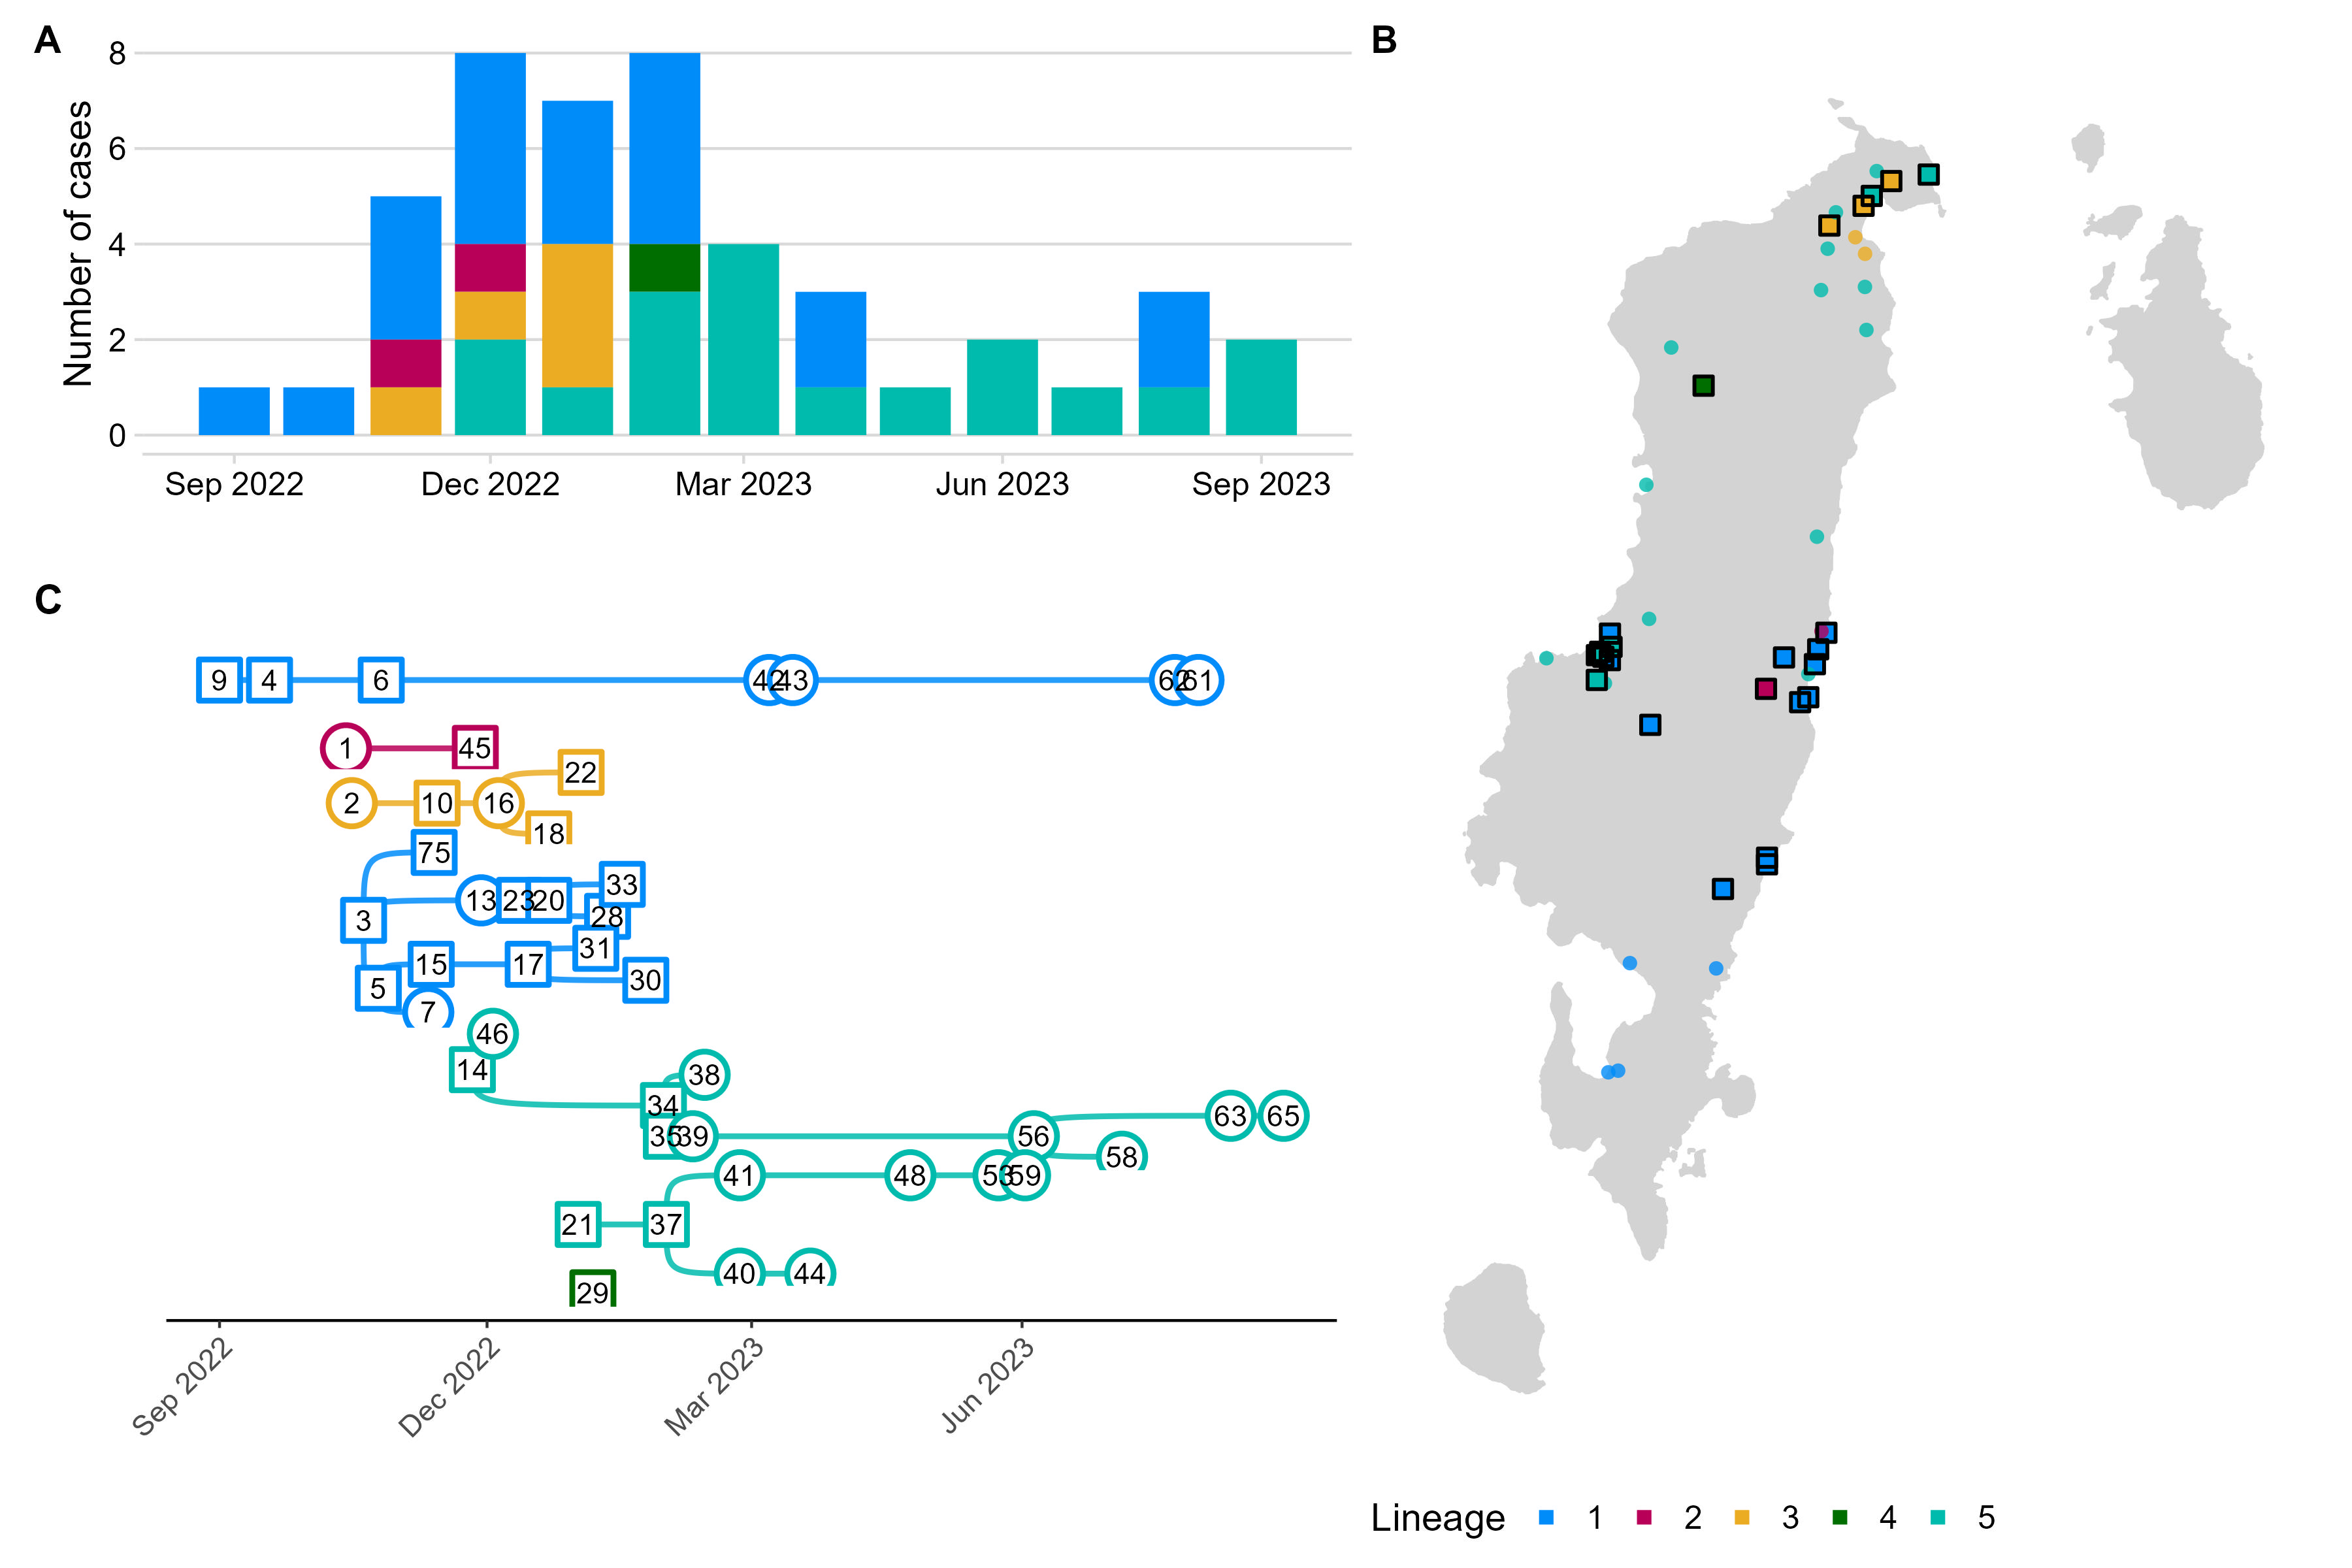 A
B
Number of cases
8
6
4
2
0
Sep 2022 Dec 2022 Mar 2023 Jun 2023 Sep 2023
C
9 4 6 42 43 62 61
1 45
22
2 10 16
18
75
33
3 13 23 20
28
31
15 17
5 30
7
46
14
38
34
63 65
35 39 56
58
41 48 53 59
21 37
40 44
29
Sep 2022 Dec 2022 Mar 2023 Jun 2023
Lineage 1 2 3 4 5